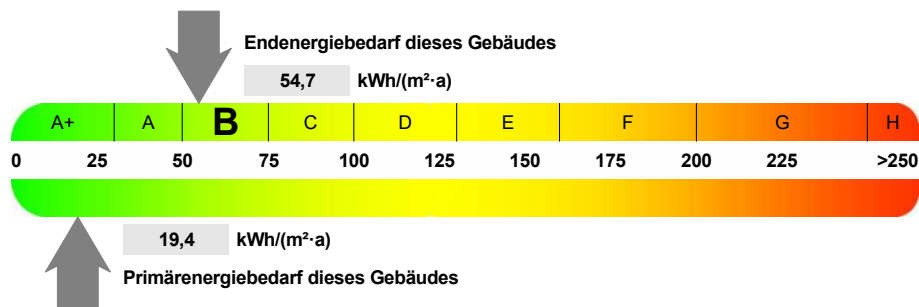 Endenergiebedarf dieses Gebäudes
54,7 kWh/(m²·a)
A+ A B C D E F G H
0 25 50 75 100 125 150 175 200 225 >250
19,4 kWh/(m²·a)
Primärenergiebedarf dieses Gebäudes